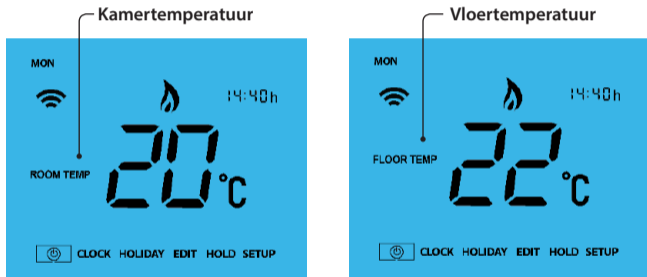 Kamertemperatuur
MON
14:40h
ROOM TEMP
20°C
CLOCK HOLIDAY EDIT HOLD SETUP
Vloertemperatuur
MON
14:40h
FLOOR TEMP
22°C
CLOCK HOLIDAY EDIT HOLD SETUP